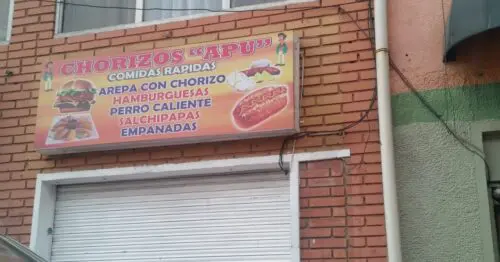 CHORIZOS "APU"
COMIDAS RAPIDAS
AREPA CON CHORIZO
HAMBURGUESAS
PERRO CALIENTE
SALCHIPAPAS
EMPANADAS